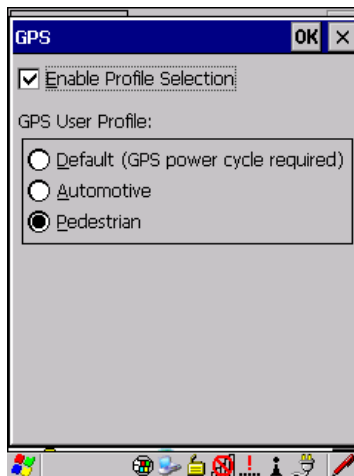 GPS OK ×
Enable Profile Selection
GPS User Profile:
Default (GPS power cycle required)
Automotive
Pedestrian